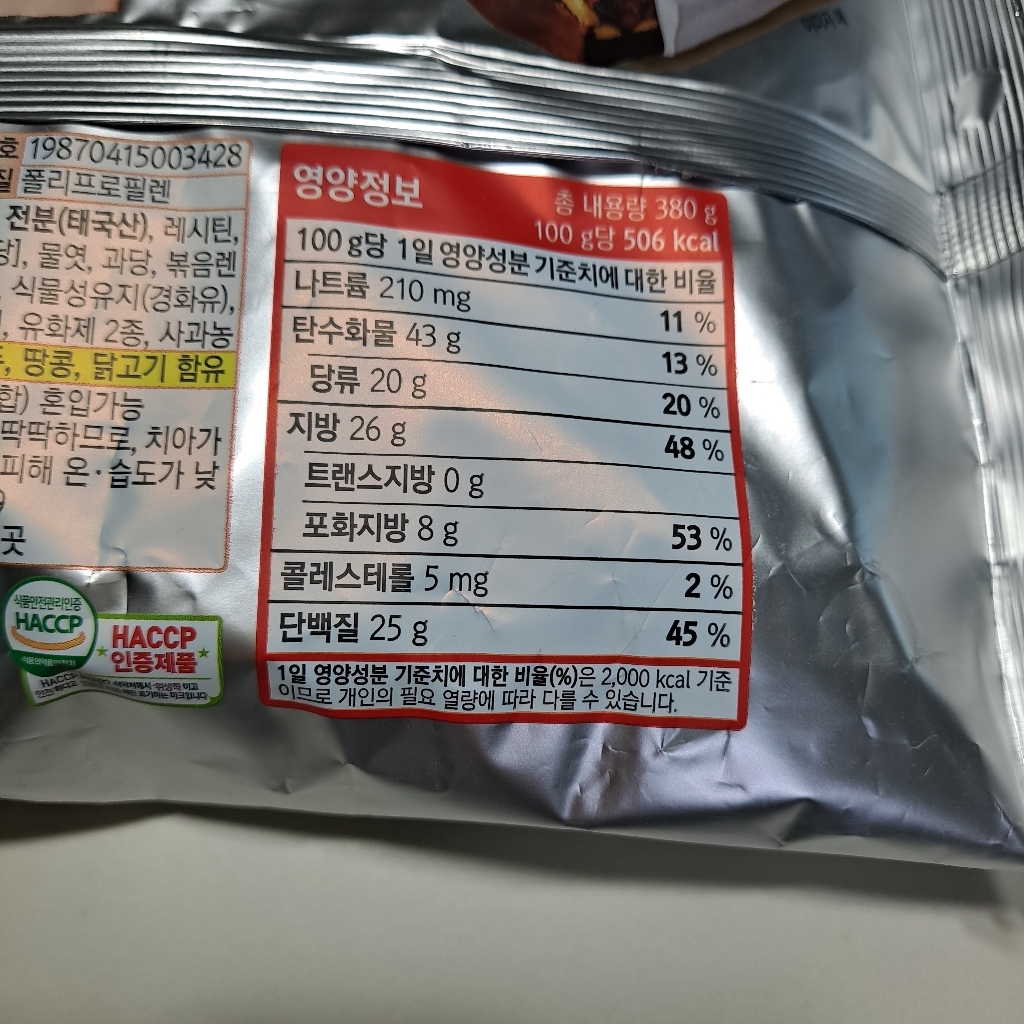 호 19870415003428
질 폴리프로필렌
전분(태국산), 레시틴,
당], 물엿, 과당, 볶음렌
, 식물성유지(경화유),
, 유화제 2종, 사과농
, 땅콩, 닭고기 함유
합) 혼입가능
딱딱하므로, 치아가
피해 온·습도가 낮
곳
식품안전관리인증
HACCP
HACCP
인증제품
영양정보
총 내용량 380 g
100 g당 506 kcal
100 g당 1일 영양성분 기준치에 대한 비율
나트륨 210 mg 11 %
탄수화물 43 g 13 %
당류 20 g 20 %
지방 26 g 48 %
트랜스지방 0 g
포화지방 8 g 53 %
콜레스테롤 5 mg 2 %
단백질 25 g 45 %
1일 영양성분 기준치에 대한 비율(%)은 2,000 kcal 기준
이므로 개인의 필요 열량에 따라 다를 수 있습니다.